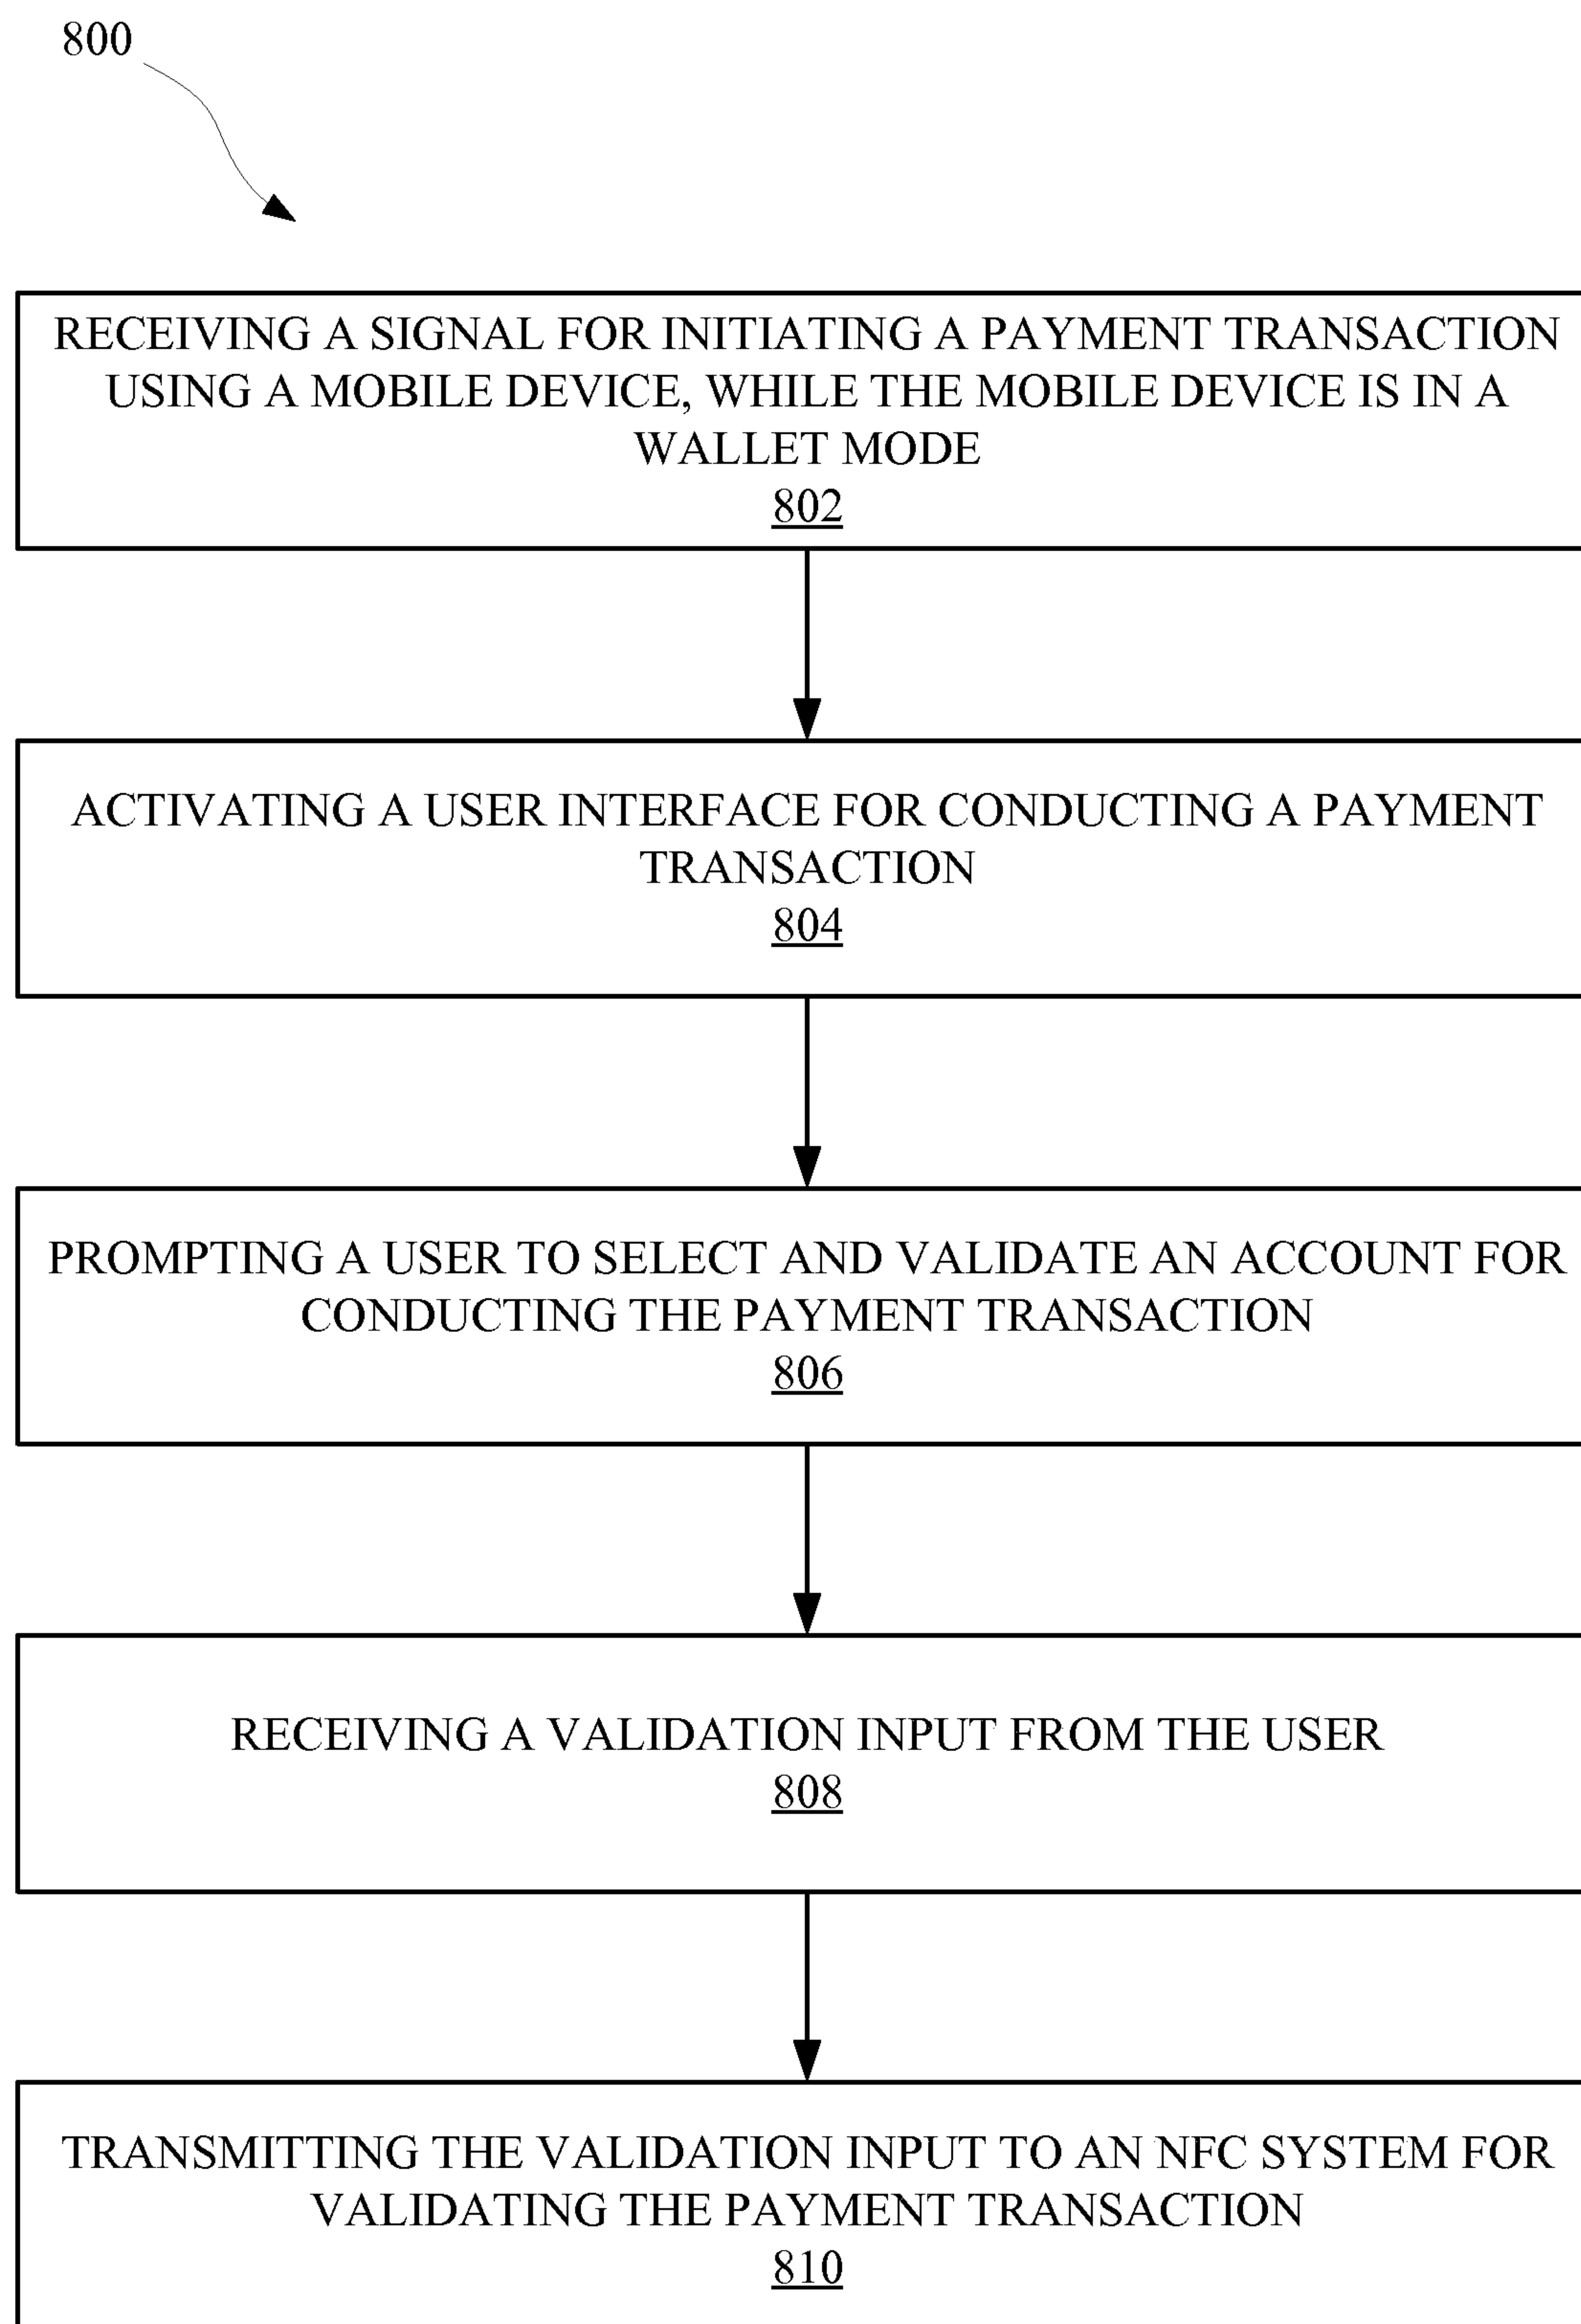 800
RECEIVING A SIGNAL FOR INITIATING A PAYMENT TRANSACTION
USING A MOBILE DEVICE, WHILE THE MOBILE DEVICE IS IN A
WALLET MODE
802
ACTIVATING A USER INTERFACE FOR CONDUCTING A PAYMENT
TRANSACTION
804
PROMPTING A USER TO SELECT AND VALIDATE AN ACCOUNT FOR
CONDUCTING THE PAYMENT TRANSACTION
806
RECEIVING A VALIDATION INPUT FROM THE USER
808
TRANSMITTING THE VALIDATION INPUT TO AN NFC SYSTEM FOR
VALIDATING THE PAYMENT TRANSACTION
810